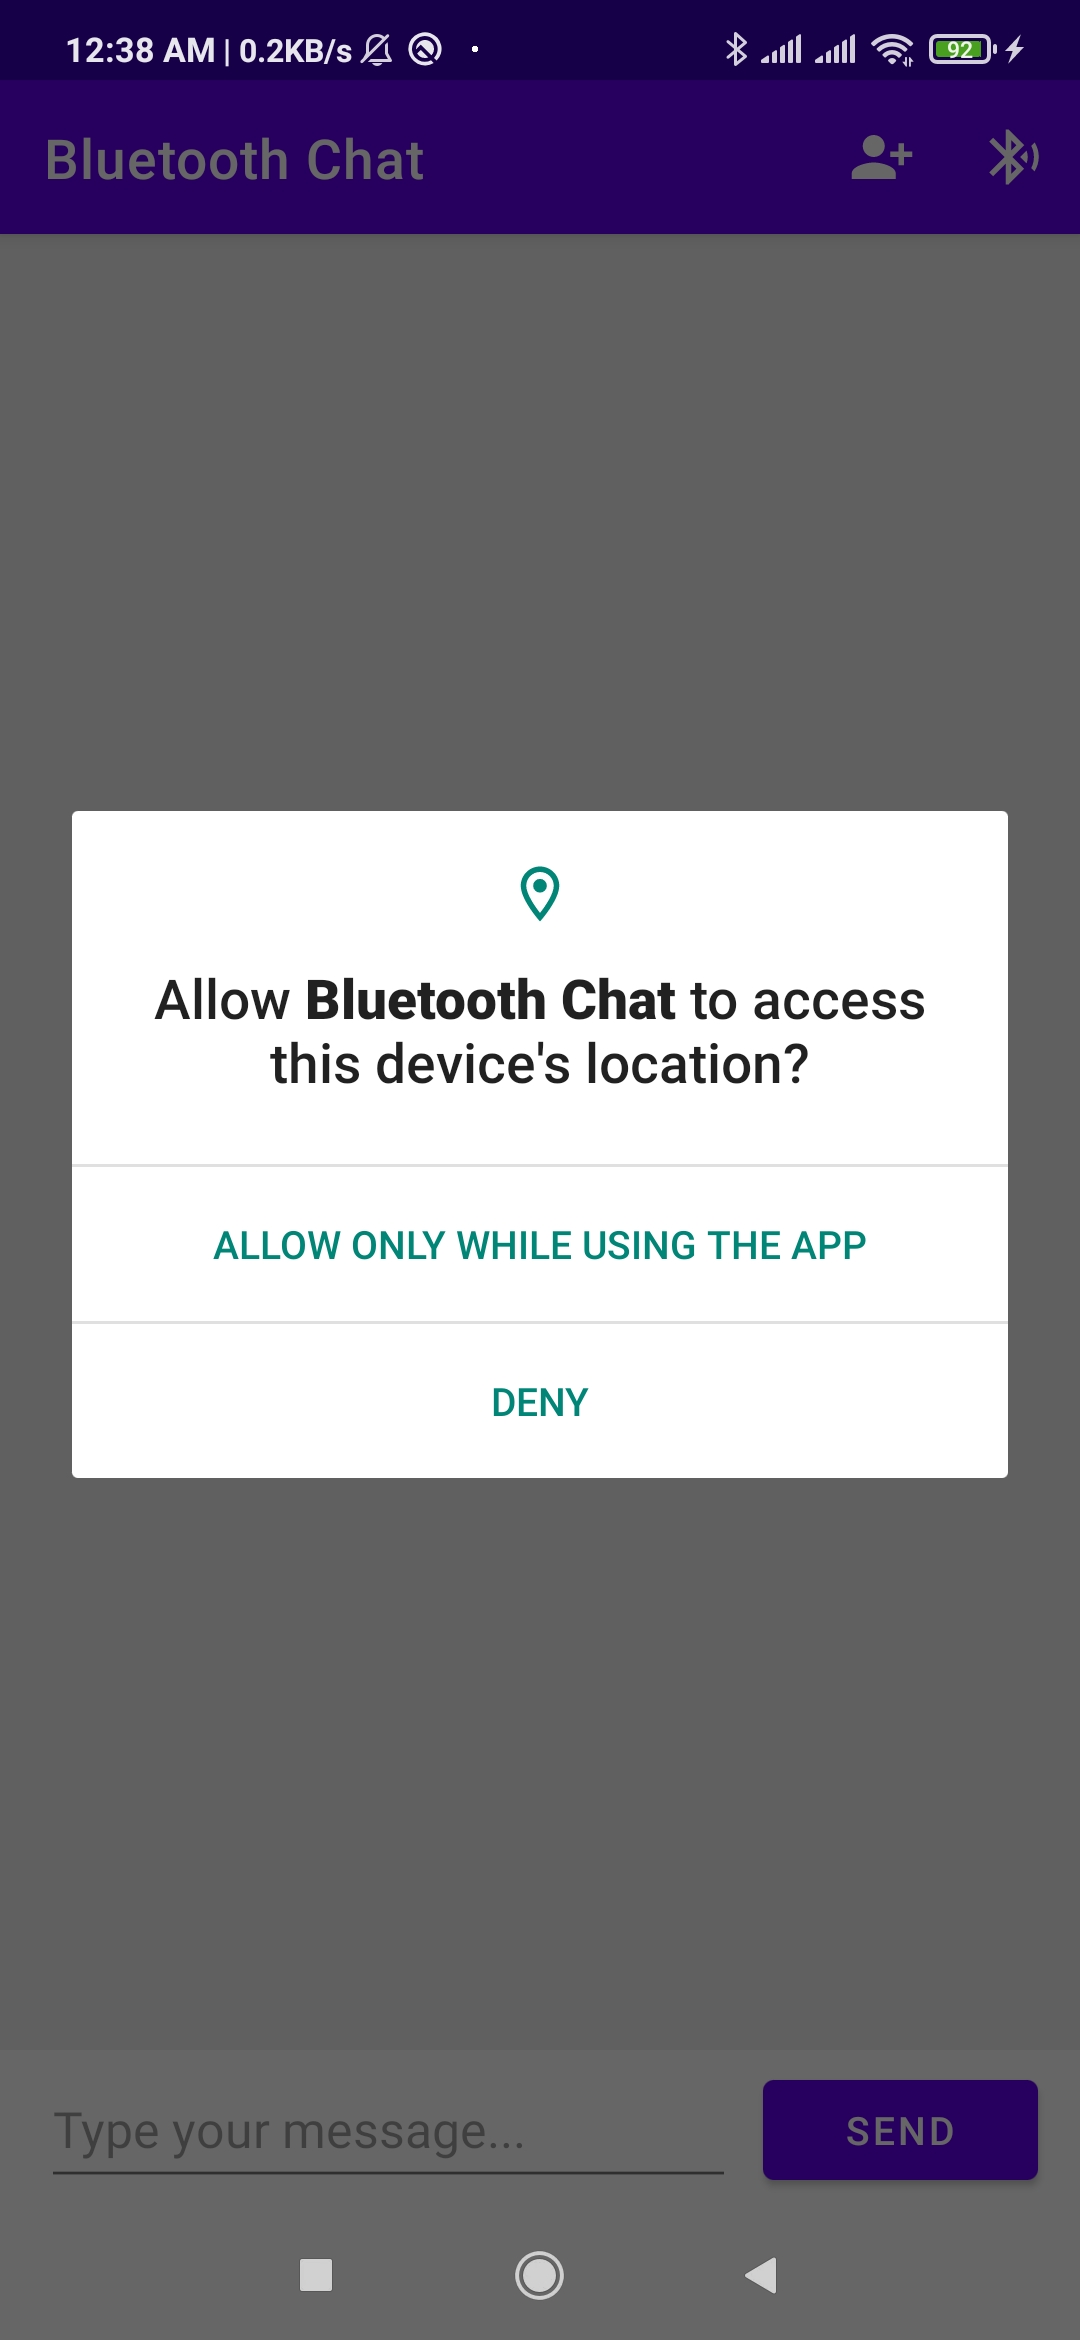 12:38 AM | 0.2KB/s
92
Bluetooth Chat
Allow Bluetooth Chat to access
this device's location?
ALLOW ONLY WHILE USING THE APP
DENY
Type your message...
SEND